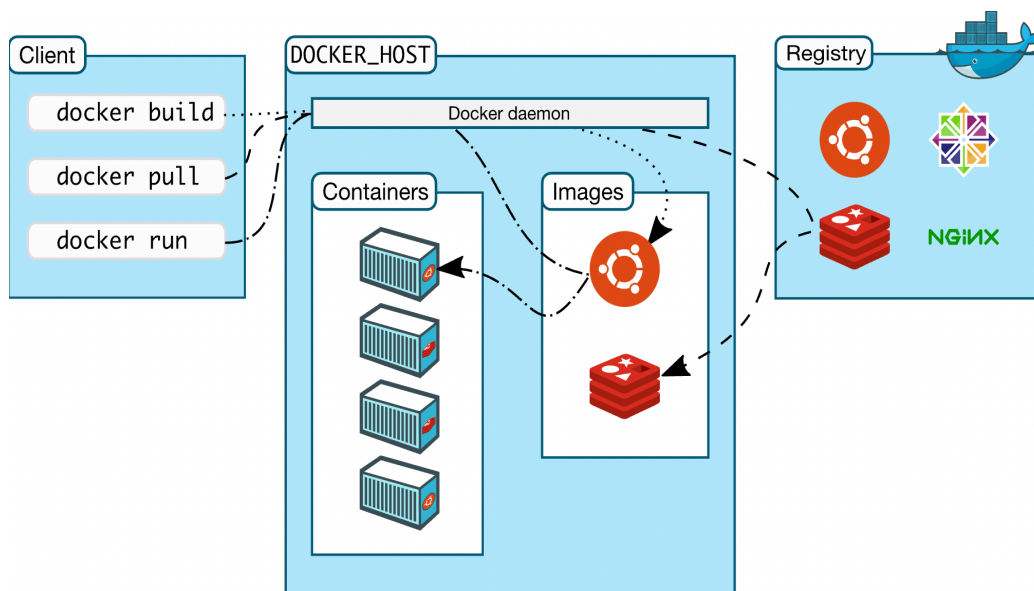 Client
docker build
docker pull
docker run
DOCKER_HOST
Docker daemon
Containers
Images
Registry
NGiNX